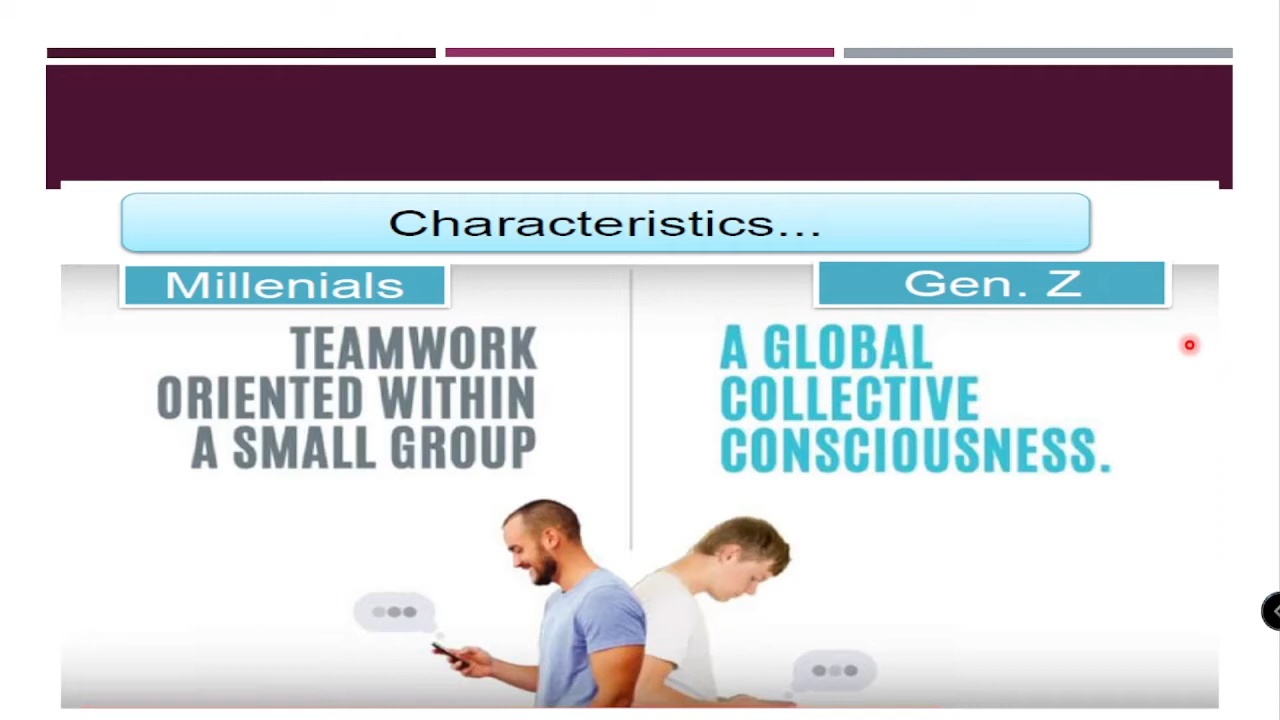 Characteristics...
Millenials
TEAMWORK
ORIENTED WITHIN
A SMALL GROUP
Gen. Z
A GLOBAL
COLLECTIVE
CONSCIOUSNESS.